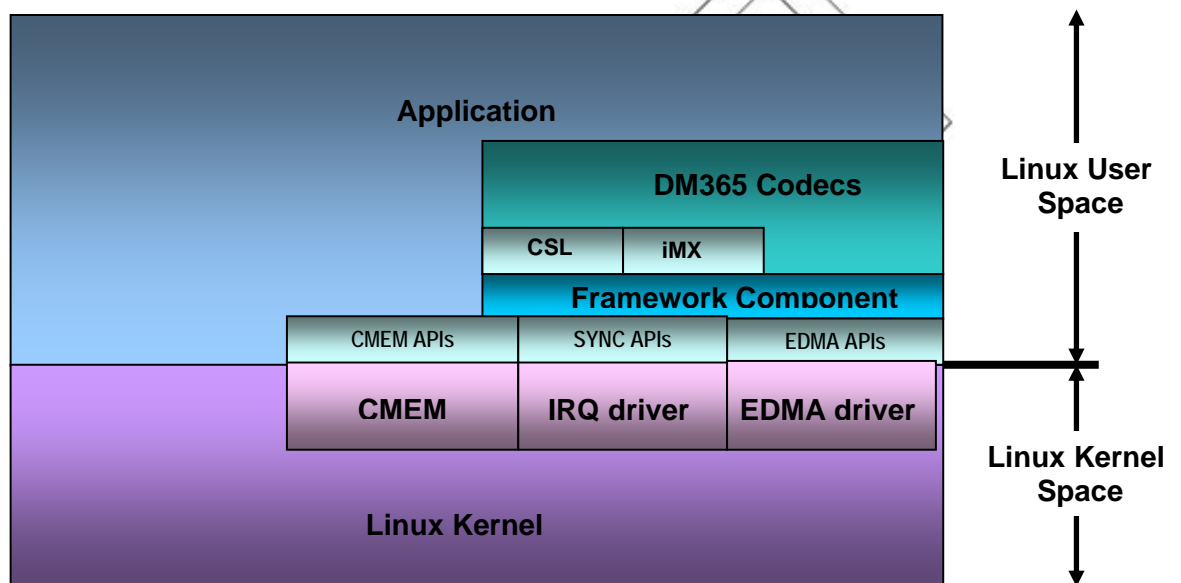 Application
DM365 Codecs
CSL
iMX
Framework Component
CMEM APIs
SYNC APIs
EDMA APIs
CMEM
IRQ driver
EDMA driver
Linux Kernel
Linux User
Space
Linux Kernel
Space